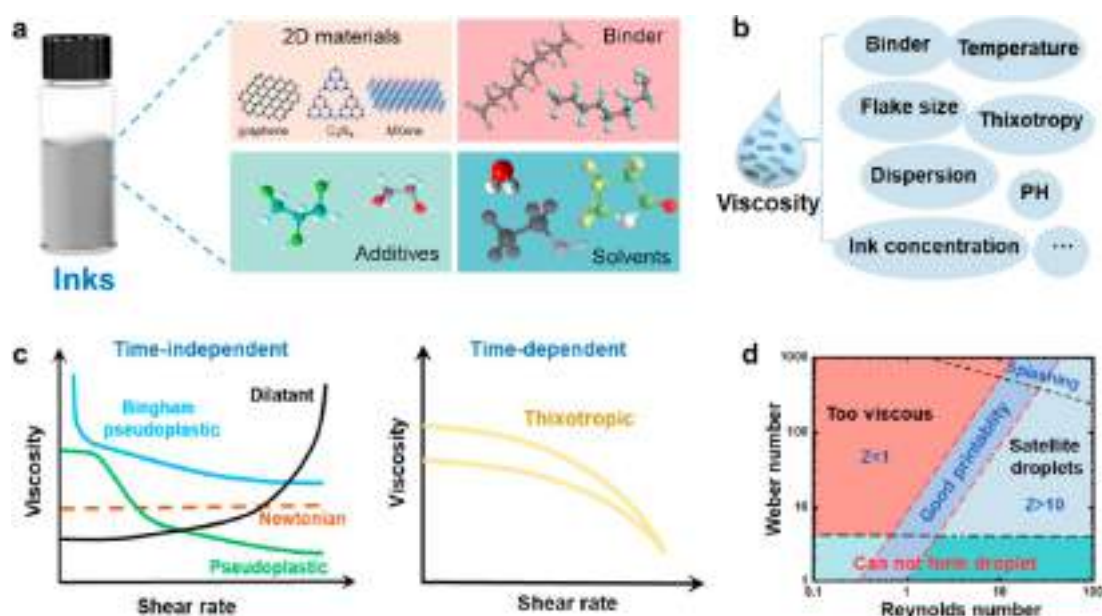 a
2D materials
graphene
C₃N₄
MXene
Binder
Additives
Solvents
Inks
b
Viscosity
Binder
Temperature
Flake size
Thixotropy
Dispersion
PH
Ink concentration
...
c
Time-independent
Viscosity
Bingham
pseudoplastic
Dilatant
Newtonian
Pseudoplastic
Shear rate
Time-dependent
Viscosity
Thixotropic
Shear rate
d
Weber number
1000
100
10
1
Too viscous
Z<1
Good printability
Splashing
Satellite
droplets
Z>10
Can not form droplet
0.1
1
10
100
Reynolds number